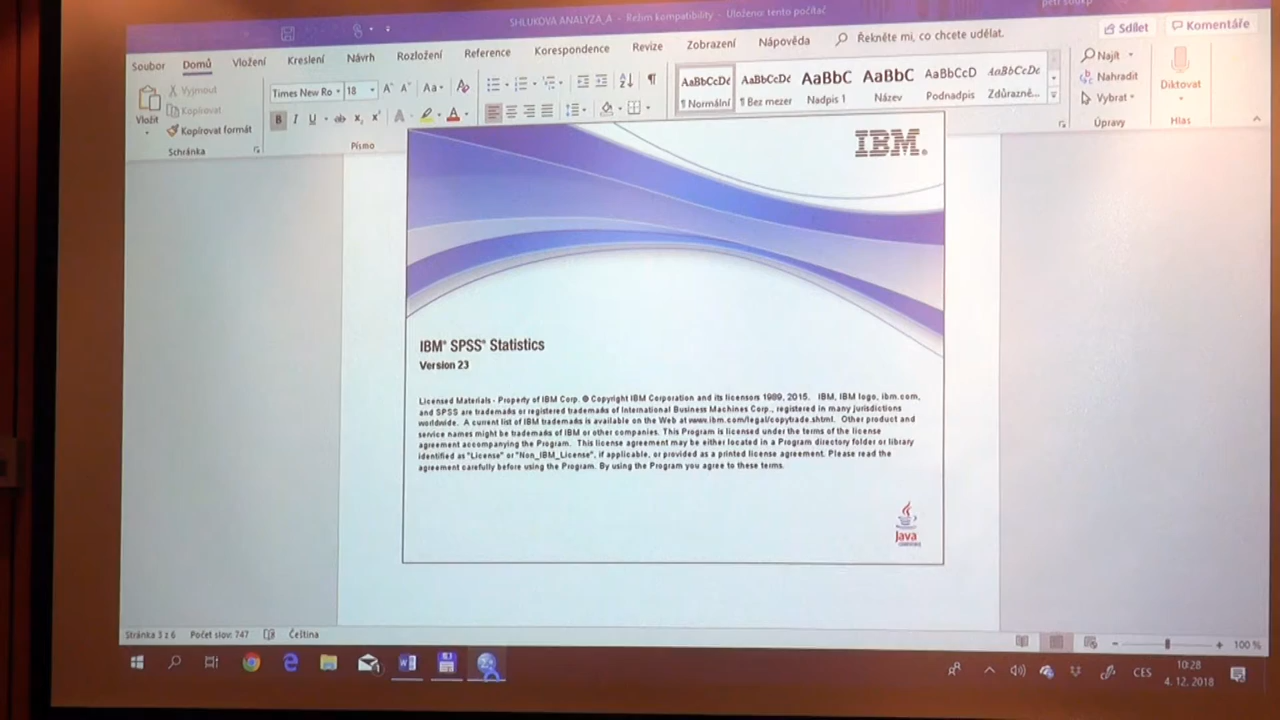 SHLUKOVA ANALYZA_A - Režim kompatibility - Uloženo: tento počítač
Soubor Domů Vložení Kreslení Návrh Rozložení Reference Korespondence Revize Zobrazení Nápověda Řekněte mi, co chcete udělat. Sdílet Komentáře
Vložit
Vyjmout
Kopírovat
Kopírovat formát
Schránka
Times New Ro 18
Písmo
AaBbCcDc AaBbCcDc AaBbC AaBbC AaBbCcD AaBbCcDc
¶ Normální ¶ Bez mezer Nadpis 1 Název Podnadpis Zdůrazně...
Najít
Nahradit
Vybrat
Úpravy
Diktovat
Hlas
IBM.
IBM® SPSS® Statistics
Version 23
Licensed Materials - Property of IBM Corp. © Copyright IBM Corporation and its licensors 1989, 2015. IBM, IBM logo, ibm.com,
and SPSS are trademarks or registered trademarks of International Business Machines Corp., registered in many jurisdictions
worldwide. A current list of IBM trademarks is available on the Web at www.ibm.com/legal/copytrade.shtml. Other product and
service names might be trademarks of IBM or other companies. This Program is licensed under the terms of the license
agreement accompanying the Program. This license agreement may be either located in a Program directory folder or library
identified as "License" or "Non_IBM_License", if applicable, or provided as a printed license agreement. Please read the
agreement carefully before using the Program. By using the Program you agree to these terms.
Java
Stránka 3 z 6 Počet slov: 747 Čeština 100 %
CES
10:28
4. 12. 2018